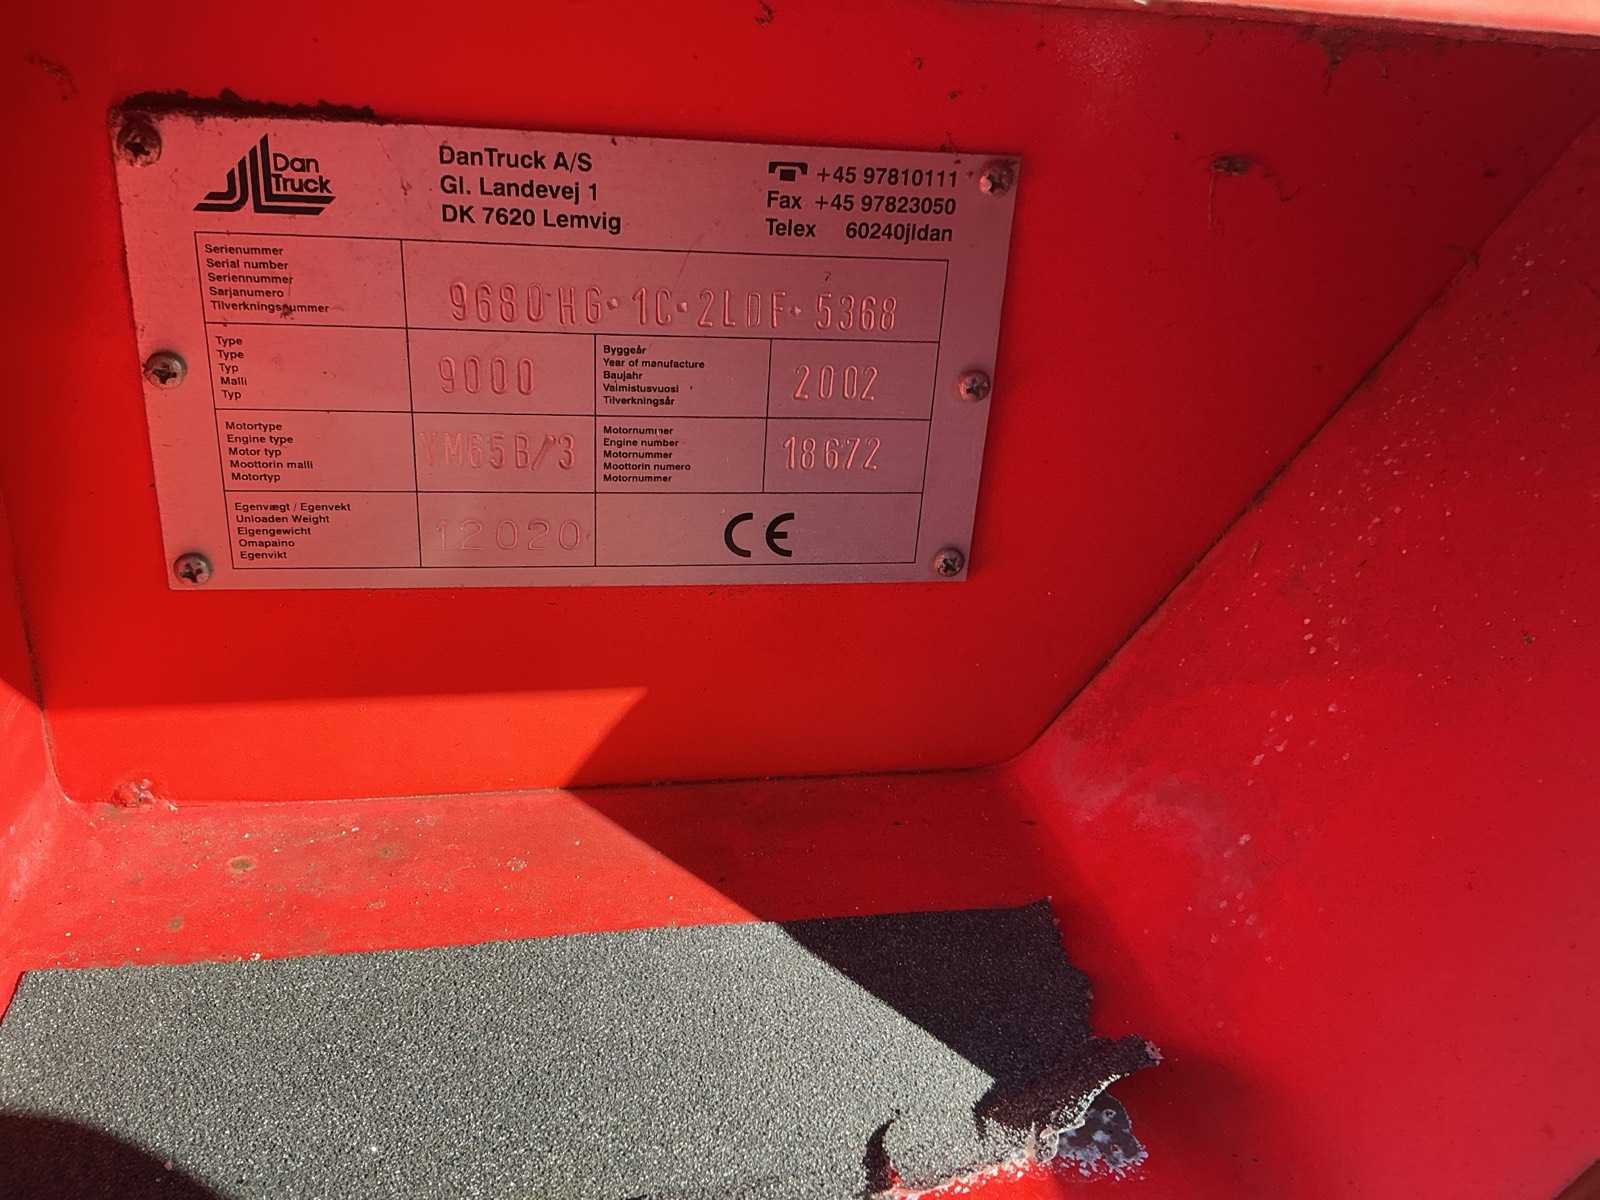 Dan
Truck
DanTruck A/S
Gl. Landevej 1
DK 7620 Lemvig
+45 97810111
Fax +45 97823050
Telex 60240jldan
Serienummer
Serial number
Seriennummer
Sarjanumero
Tilverkningsnummer
9680HG·1C·2LDF·5368
Type
Type
Typ
Malli
Typ
9000
Byggeår
Year of manufacture
Baujahr
Valmistusvuosi
Tilverkningsår
2002
Motortype
Engine type
Motor typ
Moottorin malli
Motortyp
YM65B/3
Motornummer
Engine number
Motornummer
Moottorin numero
Motornummer
18672
Egenvægt / Egenvekt
Unloaden Weight
Eigengewicht
Omapaino
Egenvikt
12020
CE